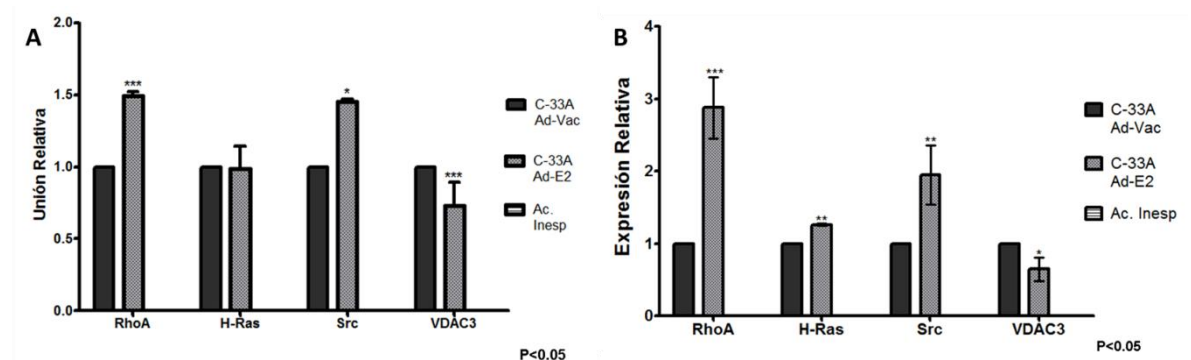 A
Unión Relativa
2.0
1.5
1.0
0.5
0.0
***
*
***
RhoA
H-Ras
Src
VDAC3
C-33A
Ad-Vac
C-33A
Ad-E2
Ac.
Inesp
P<0.05
B
Expresión Relativa
4
3
2
1
0
***
**
**
*
RhoA
H-Ras
Src
VDAC3
C-33A
Ad-Vac
C-33A
Ad-E2
Ac. Inesp
P<0.05